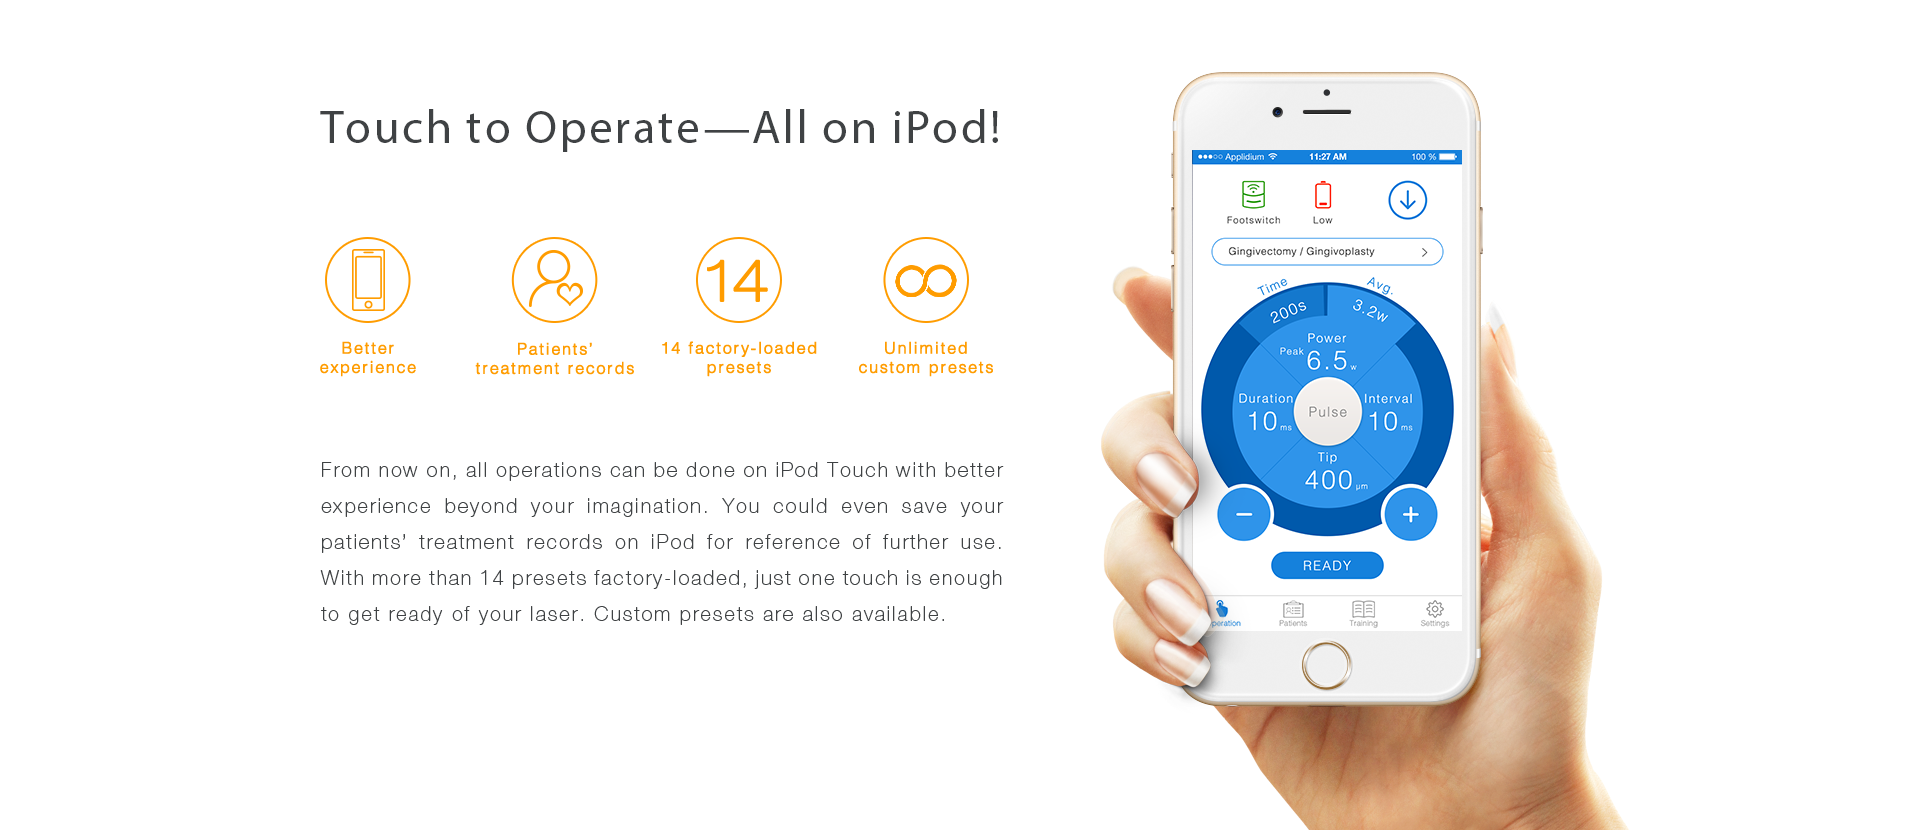 Touch to Operate—All on iPod!
14
Better
experience
Patients'
treatment records
14 factory-loaded
presets
Unlimited
custom presets
From now on, all operations can be done on iPod Touch with better
experience beyond your imagination. You could even save your
patients' treatment records on iPod for reference of further use.
With more than 14 presets factory-loaded, just one touch is enough
to get ready of your laser. Custom presets are also available.
Applidium 11:27 AM 100 %
Footswitch Low
Gingivectomy / Gingivoplasty
Time Avg.
200s 3.2w
Power
Peak 6.5 w
Duration Pulse Interval
10 ms 10 ms
Tip
400 µm
− +
READY
peration Patients Training Settings